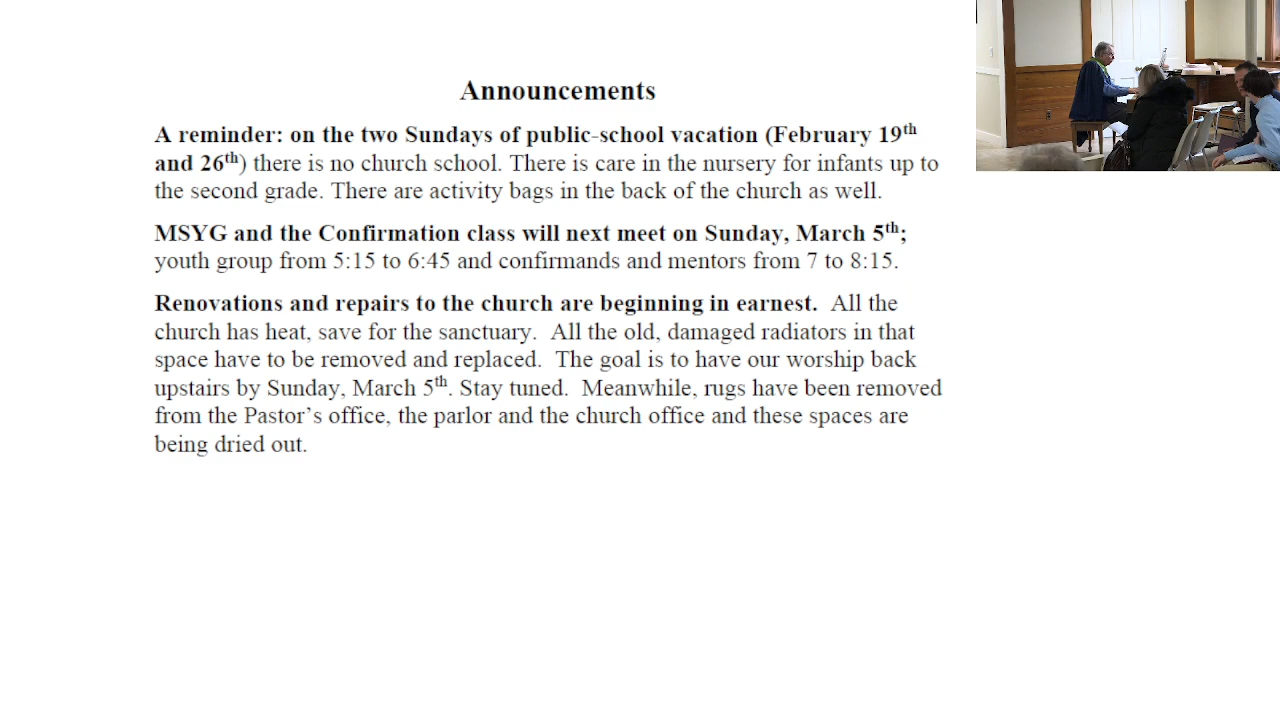 Announcements
A reminder: on the two Sundays of public-school vacation (February 19th
and 26th) there is no church school. There is care in the nursery for infants up to
the second grade. There are activity bags in the back of the church as well.
MSYG and the Confirmation class will next meet on Sunday, March 5th;
youth group from 5:15 to 6:45 and confirmands and mentors from 7 to 8:15.
Renovations and repairs to the church are beginning in earnest. All the
church has heat, save for the sanctuary. All the old, damaged radiators in that
space have to be removed and replaced. The goal is to have our worship back
upstairs by Sunday, March 5th. Stay tuned. Meanwhile, rugs have been removed
from the Pastor's office, the parlor and the church office and these spaces are
being dried out.